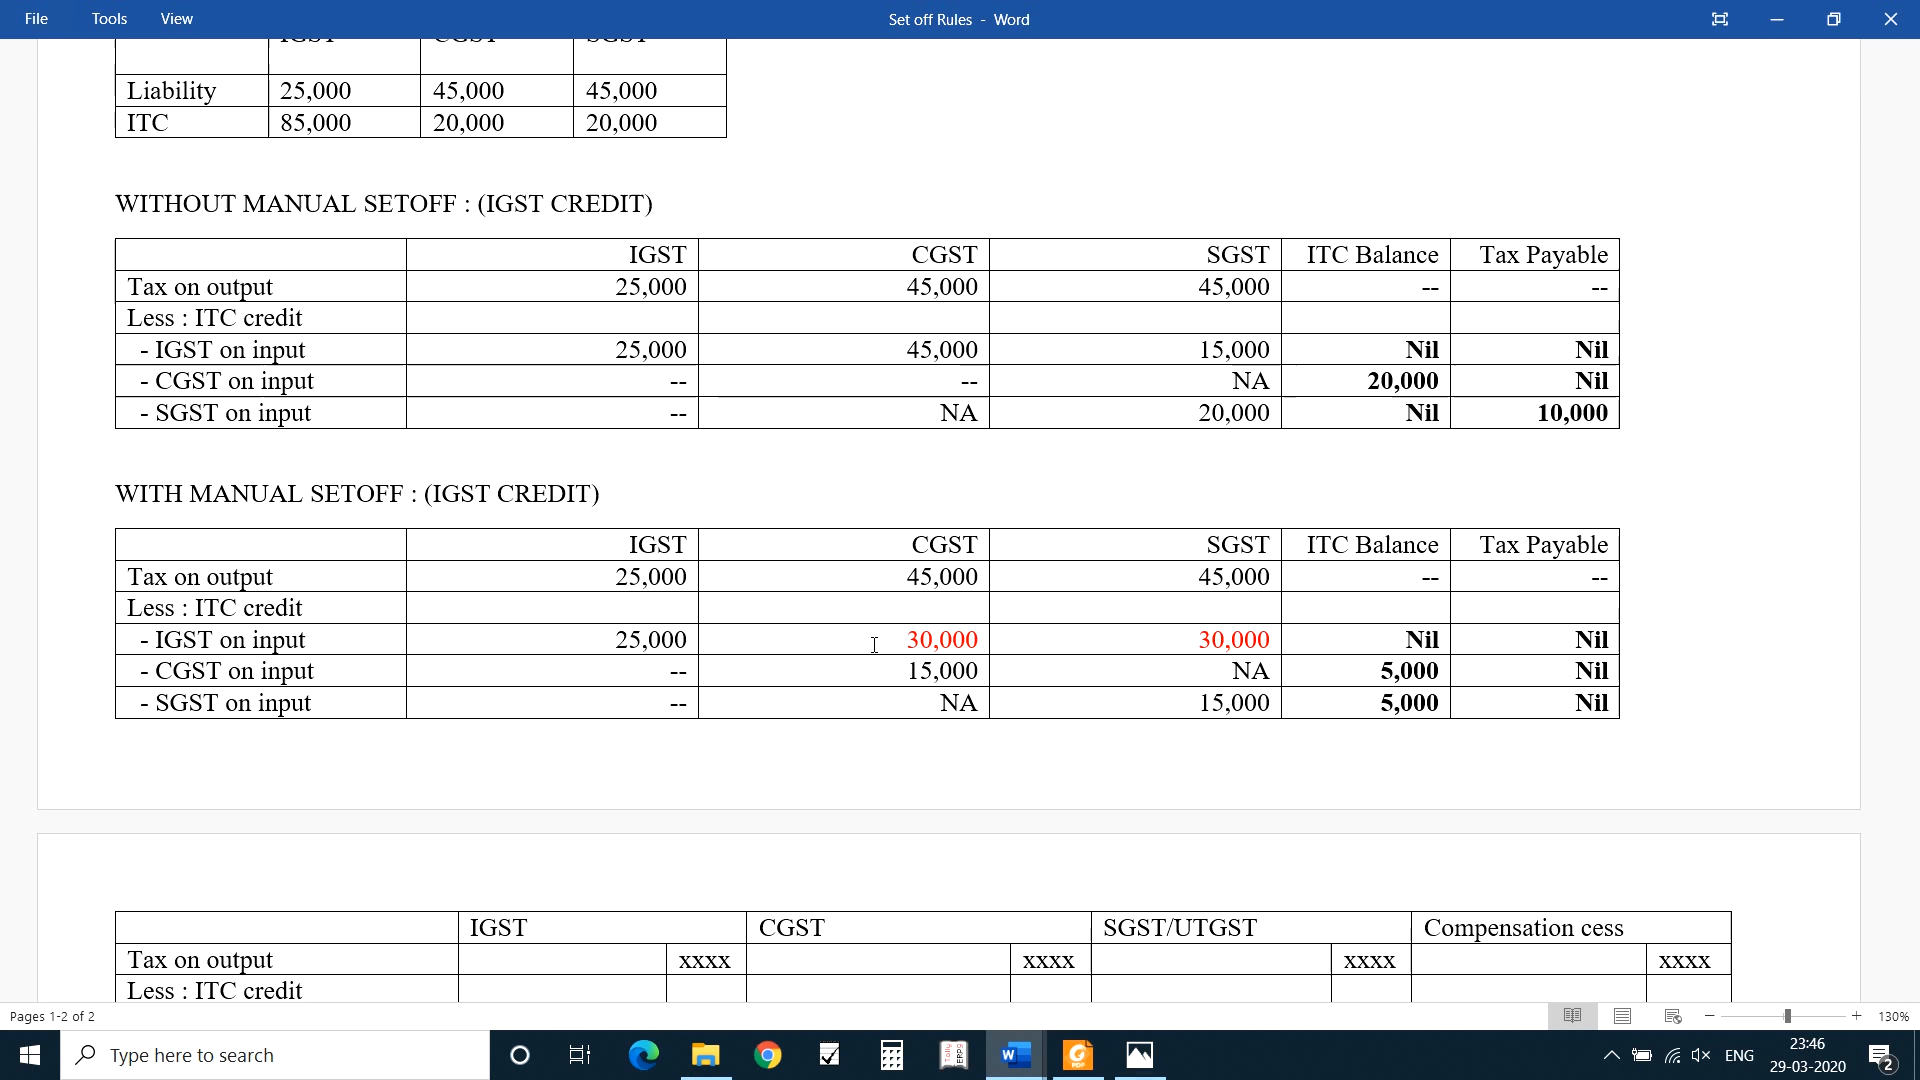 File Tools View Set off Rules - Word
IGST CGST SGST
Liability 25,000 45,000 45,000
ITC 85,000 20,000 20,000
WITHOUT MANUAL SETOFF : (IGST CREDIT)
IGST CGST SGST ITC Balance Tax Payable
Tax on output 25,000 45,000 45,000 -- --
Less : ITC credit
- IGST on input 25,000 45,000 15,000 Nil Nil
- CGST on input -- -- NA 20,000 Nil
- SGST on input -- NA 20,000 Nil 10,000
WITH MANUAL SETOFF : (IGST CREDIT)
IGST CGST SGST ITC Balance Tax Payable
Tax on output 25,000 45,000 45,000 -- --
Less : ITC credit
- IGST on input 25,000 30,000 30,000 Nil Nil
- CGST on input -- 15,000 NA 5,000 Nil
- SGST on input -- NA 15,000 5,000 Nil
IGST CGST SGST/UTGST Compensation cess
Tax on output xxxx xxxx xxxx xxxx
Less : ITC credit
Pages 1-2 of 2 130%
Type here to search ENG 23:46
29-03-2020 2